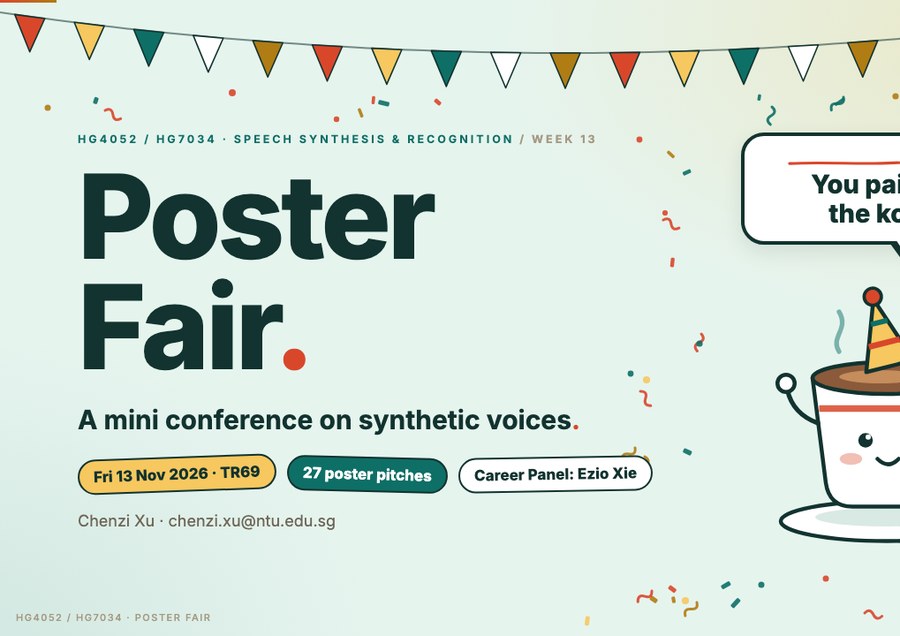 HG4052 / HG7034 · SPEECH SYNTHESIS & RECOGNITION / WEEK 13
Poster
Fair.
A mini conference on synthetic voices.
Fri 13 Nov 2026 · TR69
27 poster pitches
Career Panel: Ezio Xie
Chenzi Xu · chenzi.xu@ntu.edu.sg
You
the
HG4052 / HG7034 · POSTER FAIR